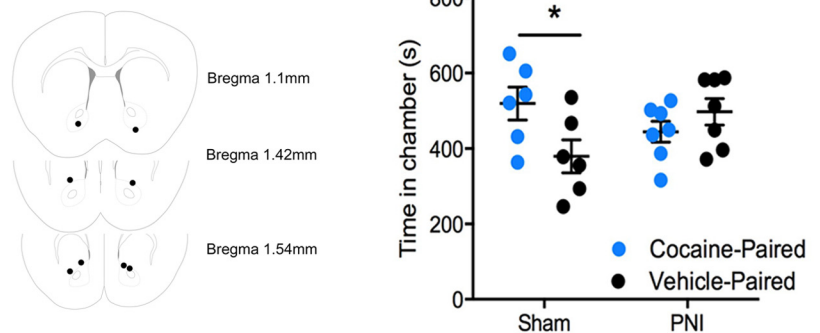 Bregma 1.1mm
Bregma 1.42mm
Bregma 1.54mm
Time in chamber (s)
800
600
400
200
0
*
Cocaine-Paired
Vehicle-Paired
Sham PNI